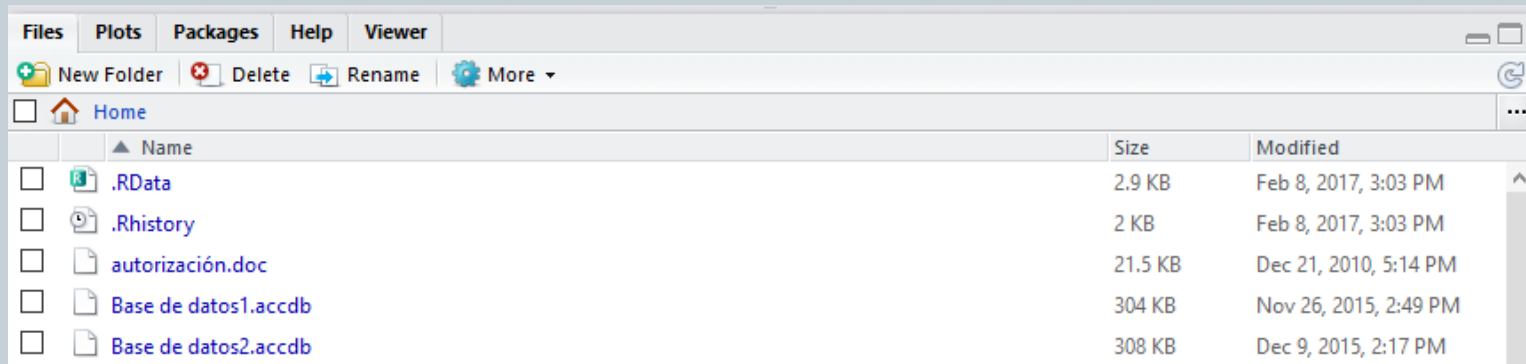 Files Plots Packages Help Viewer
New Folder Delete Rename More
Home ...
Name Size Modified
.RData 2.9 KB Feb 8, 2017, 3:03 PM
.Rhistory 2 KB Feb 8, 2017, 3:03 PM
autorización.doc 21.5 KB Dec 21, 2010, 5:14 PM
Base de datos1.accdb 304 KB Nov 26, 2015, 2:49 PM
Base de datos2.accdb 308 KB Dec 9, 2015, 2:17 PM